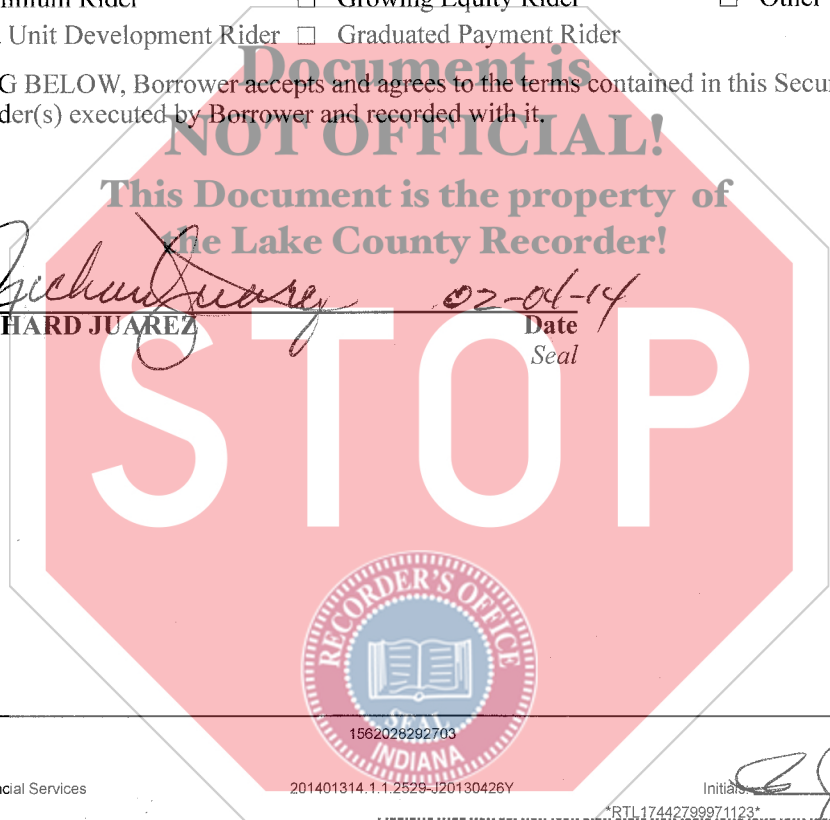 Growing Equity Rider
Unit Development Rider □ Graduated Payment Rider
Document is
G BELOW, Borrower accepts and agrees to the terms contained in this Secur
der(s) executed by Borrower and recorded with it.
NOT OFFICIAL!
This Document is the property of
the Lake County Recorder!
02-04-14
HARD JUAREZ Date
Seal
STOP
RECORDER'S OFFICE
SEAL
INDIANA
1562028292703
cial Services 201401314.1.1.2529-J20130426Y Initials:
*RTL17442799971123*